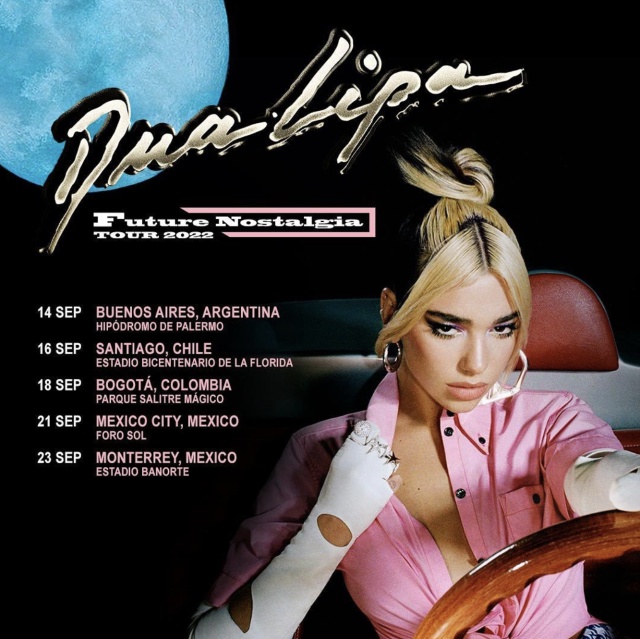 Dua Lipa
Future Nostalgia
TOUR 2022
14 SEP BUENOS AIRES, ARGENTINA
HIPÓDROMO DE PALERMO
16 SEP SANTIAGO, CHILE
ESTADIO BICENTENARIO DE LA FLORIDA
18 SEP BOGOTÁ, COLOMBIA
PARQUE SALITRE MÁGICO
21 SEP MEXICO CITY, MEXICO
FORO SOL
23 SEP MONTERREY, MEXICO
ESTADIO BANORTE